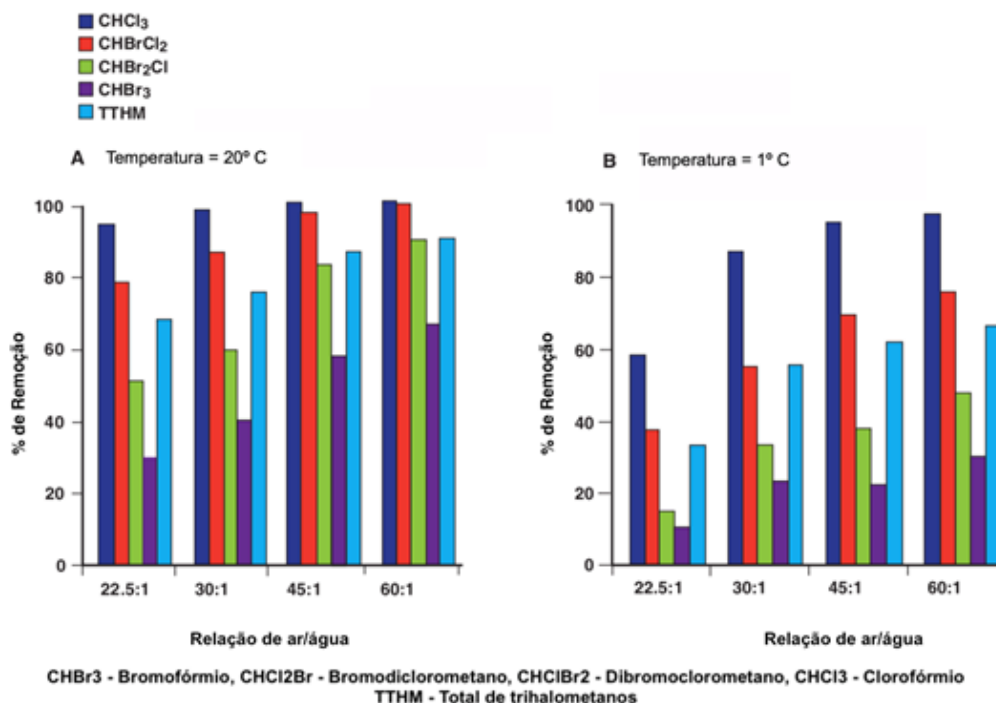 CHCl3
CHBrCl2
CHBr2Cl
CHBr3
TTHM
A Temperatura = 20º C
% de Remoção
100
80
60
40
20
0
22.5:1 30:1 45:1 60:1
Relação de ar/água
B Temperatura = 1º C
% de Remoção
100
80
60
40
20
0
22.5:1 30:1 45:1 60:1
Relação de ar/água
CHBr3 - Bromofórmio, CHCl2Br - Bromodiclorometano, CHClBr2 - Dibromoclorometano, CHCl3 - Clorofórmio
TTHM - Total de trihalometanos